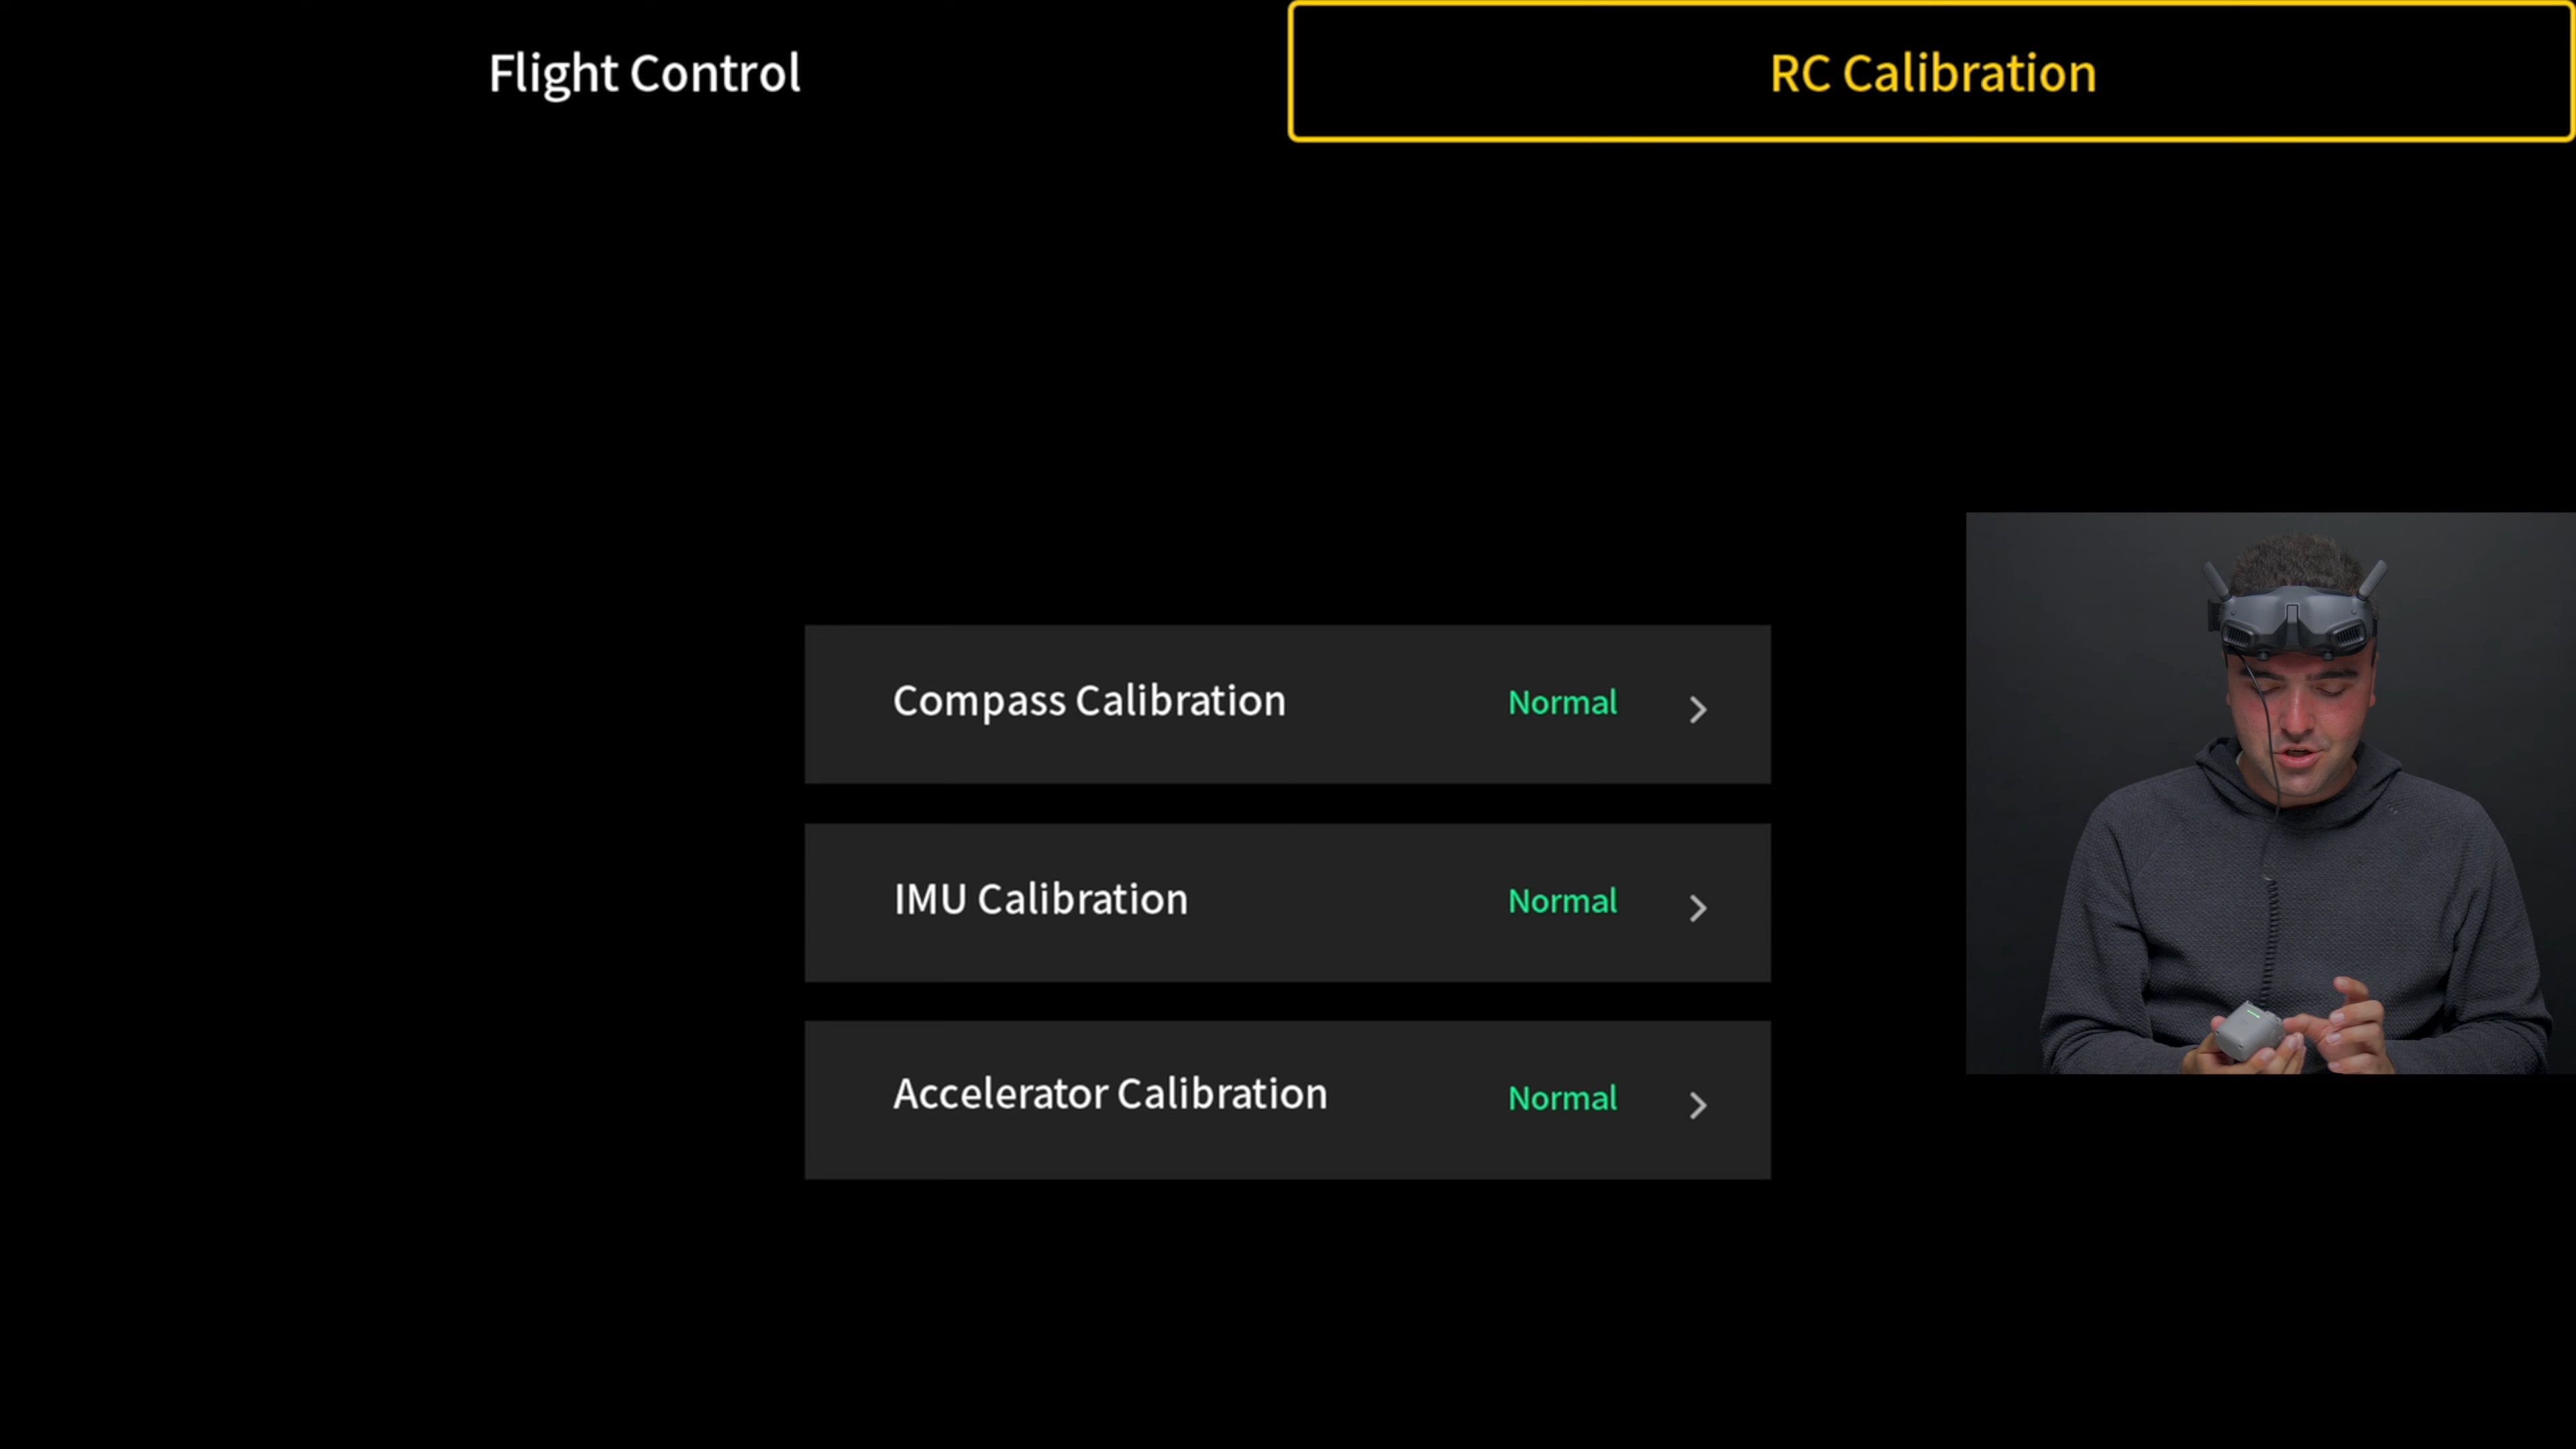 Flight Control
RC Calibration
Compass Calibration Normal
IMU Calibration Normal
Accelerator Calibration Normal